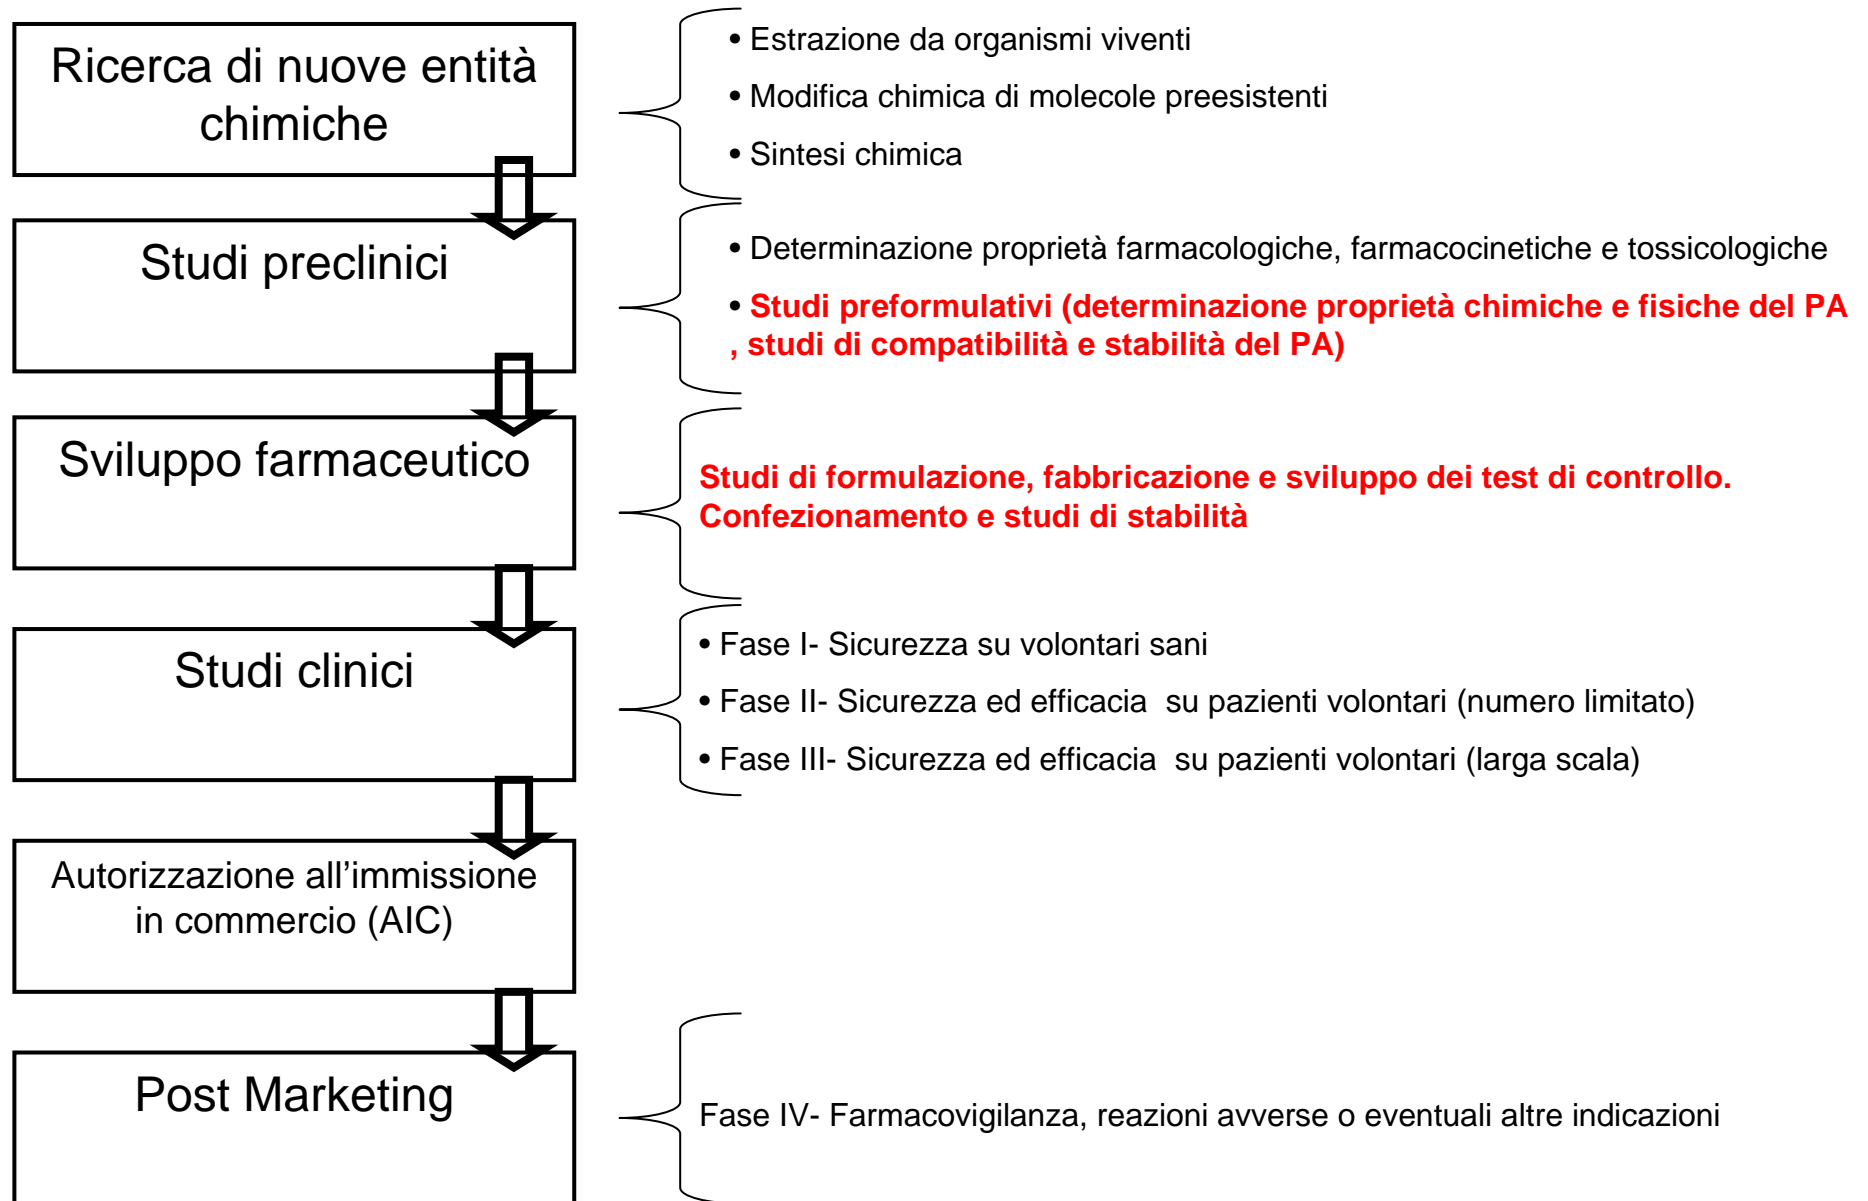 Ricerca di nuove entità
chimiche
• Estrazione da organismi viventi
• Modifica chimica di molecole preesistenti
• Sintesi chimica
Studi preclinici
• Determinazione proprietà farmacologiche, farmacocinetiche e tossicologiche
• Studi preformulativi (determinazione proprietà chimiche e fisiche del PA
, studi di compatibilità e stabilità del PA)
Sviluppo farmaceutico
Studi di formulazione, fabbricazione e sviluppo dei test di controllo.
Confezionamento e studi di stabilità
Studi clinici
• Fase I- Sicurezza su volontari sani
• Fase II- Sicurezza ed efficacia  su pazienti volontari (numero limitato)
• Fase III- Sicurezza ed efficacia  su pazienti volontari (larga scala)
Autorizzazione all’immissione
in commercio (AIC)
Post Marketing
Fase IV- Farmacovigilanza, reazioni avverse o eventuali altre indicazioni